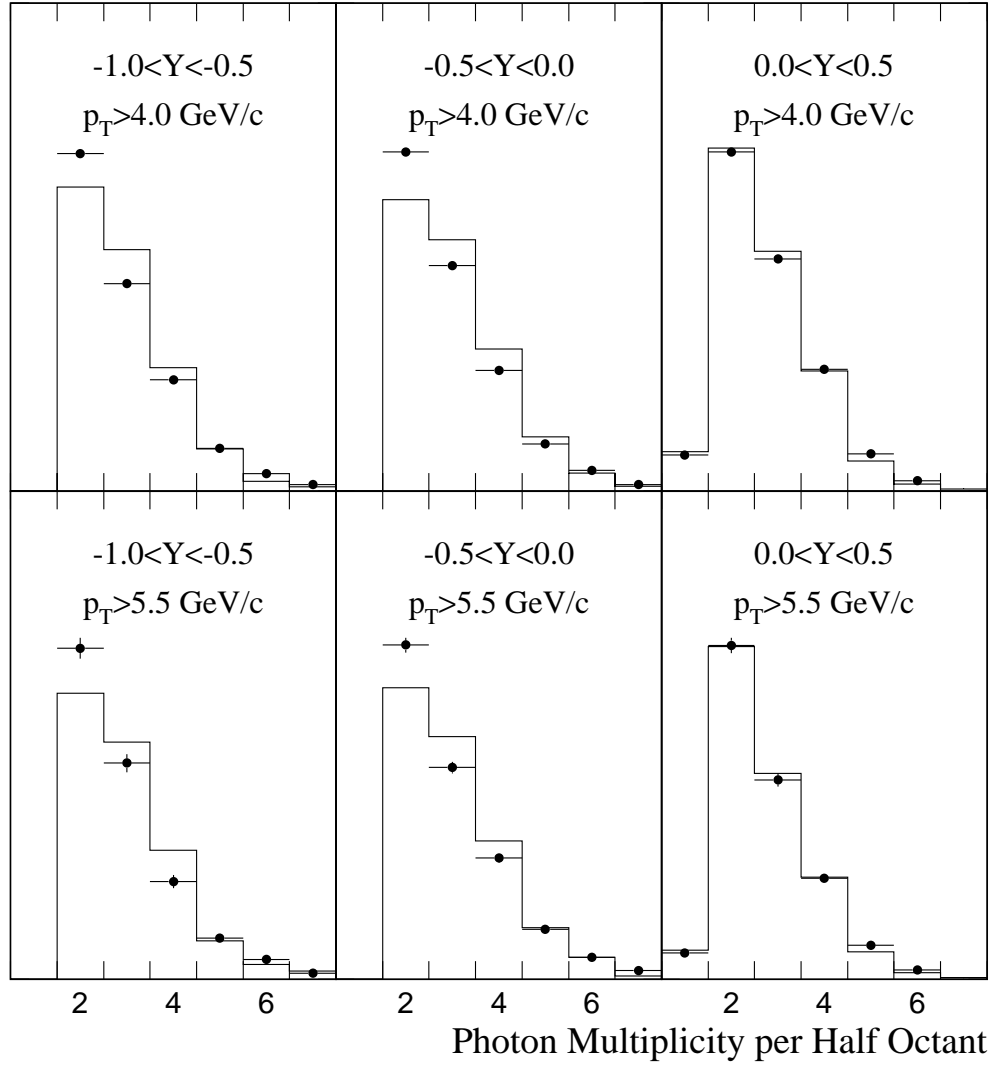 -1.0<Y<-0.5
p_T>4.0 GeV/c
-0.5<Y<0.0
p_T>4.0 GeV/c
0.0<Y<0.5
p_T>4.0 GeV/c
-1.0<Y<-0.5
p_T>5.5 GeV/c
-0.5<Y<0.0
p_T>5.5 GeV/c
0.0<Y<0.5
p_T>5.5 GeV/c
2 4 6 2 4 6 2 4 6
Photon Multiplicity per Half Octant